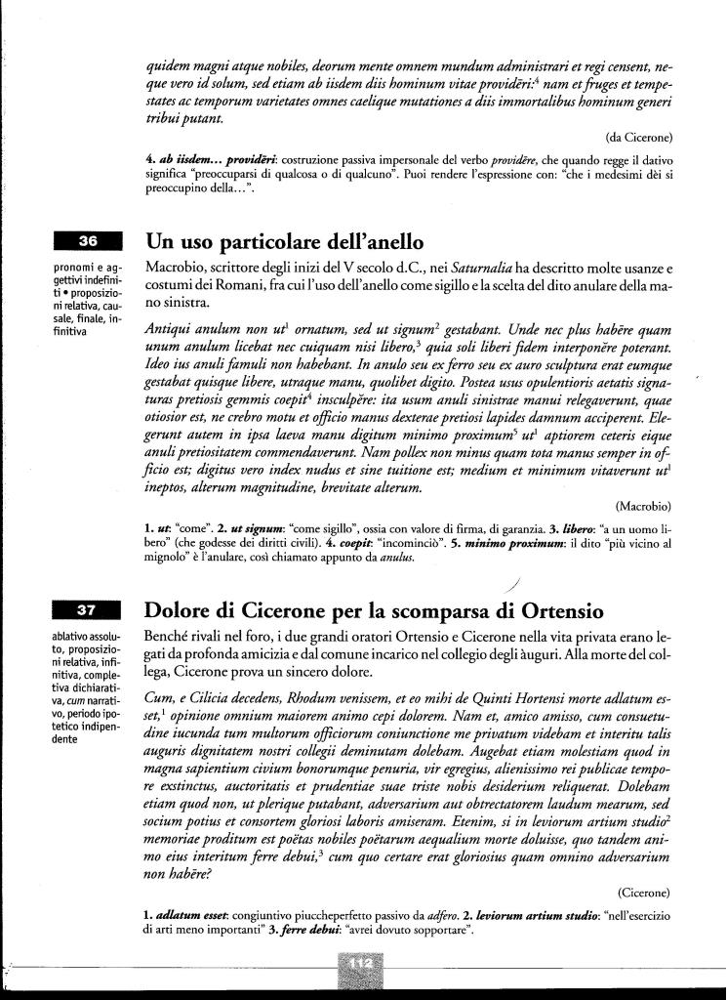 quidem magni atque nobiles, deorum mente omnem mundum administrari et regi censent, ne-
que vero id solum, sed etiam ab iisdem diis hominum vitae providēri:⁴ nam et fruges et tempe-
states ac temporum varietates omnes caelique mutationes a diis immortalibus hominum generi
tribui putant.
(da Cicerone)
4. ab iisdem... providēri: costruzione passiva impersonale del verbo providēre, che quando regge il dativo
significa “preoccuparsi di qualcosa o di qualcuno”. Puoi rendere l’espressione con: “che i medesimi dèi si
preoccupino della...”.
36
pronomi e ag-
gettivi indefini-
ti • proposizio-
ni relativa, cau-
sale, finale, in-
finitiva
Un uso particolare dell’anello
Macrobio, scrittore degli inizi del V secolo d.C., nei Saturnalia ha descritto molte usanze e
costumi dei Romani, fra cui l’uso dell’anello come sigillo e la scelta del dito anulare della ma-
no sinistra.
Antiqui anulum non ut¹ ornatum, sed ut signum² gestabant. Unde nec plus habēre quam
unum anulum licebat nec cuiquam nisi libero,³ quia soli liberi fidem interponĕre poterant.
Ideo ius anuli famuli non habebant. In anulo seu ex ferro seu ex auro sculptura erat eumque
gestabat quisque libere, utraque manu, quolibet digito. Postea usus opulentioris aetatis signa-
turas pretiosis gemmis coepit⁴ insculpĕre: ita usum anuli sinistrae manui relegaverunt, quae
otiosior est, ne crebro motu et officio manus dexterae pretiosi lapides damnum acciperent. Ele-
gerunt autem in ipsa laeva manu digitum minimo proximum⁵ ut¹ aptiorem ceteris eique
anuli pretiositatem commendaverunt. Nam pollex non minus quam tota manus semper in of-
ficio est; digitus vero index nudus et sine tuitione est; medium et minimum vitaverunt ut¹
ineptos, alterum magnitudine, brevitate alterum.
(Macrobio)
1. ut: “come”. 2. ut signum: “come sigillo”, ossia con valore di firma, di garanzia. 3. libero: “a un uomo li-
bero” (che godesse dei diritti civili). 4. coepit: “incominciò”. 5. minimo proximum: il dito “più vicino al
mignolo” è l’anulare, così chiamato appunto da anulus.
37
ablativo assolu-
to, proposizio-
ni relativa, infi-
nitiva, comple-
tiva dichiarati-
va, cum narrati-
vo, periodo ipo-
tetico indipen-
dente
Dolore di Cicerone per la scomparsa di Ortensio
Benché rivali nel foro, i due grandi oratori Ortensio e Cicerone nella vita privata erano le-
gati da profonda amicizia e dal comune incarico nel collegio degli àuguri. Alla morte del col-
lega, Cicerone prova un sincero dolore.
Cum, e Cilicia decedens, Rhodum venissem, et eo mihi de Quinti Hortensi morte adlatum es-
set,¹ opinione omnium maiorem animo cepi dolorem. Nam et, amico amisso, cum consuetu-
dine iucunda tum multorum officiorum coniunctione me privatum videbam et interitu talis
auguris dignitatem nostri collegii deminutam dolebam. Augebat etiam molestiam quod in
magna sapientium civium bonorumque penuria, vir egregius, alienissimo rei publicae tempo-
re exstinctus, auctoritatis et prudentiae suae triste nobis desiderium reliquerat. Dolebam
etiam quod non, ut plerique putabant, adversarium aut obtrectatorem laudum mearum, sed
socium potius et consortem gloriosi laboris amiseram. Etenim, si in leviorum artium studio²
memoriae proditum est poëtas nobiles poëtarum aequalium morte doluisse, quo tandem ani-
mo eius interitum ferre debui,³ cum quo certare erat gloriosius quam omnino adversarium
non habēre?
(Cicerone)
1. adlatum esset: congiuntivo piuccheperfetto passivo da adfero. 2. leviorum artium studio: “nell’esercizio
di arti meno importanti” 3. ferre debui: “avrei dovuto sopportare”.
112